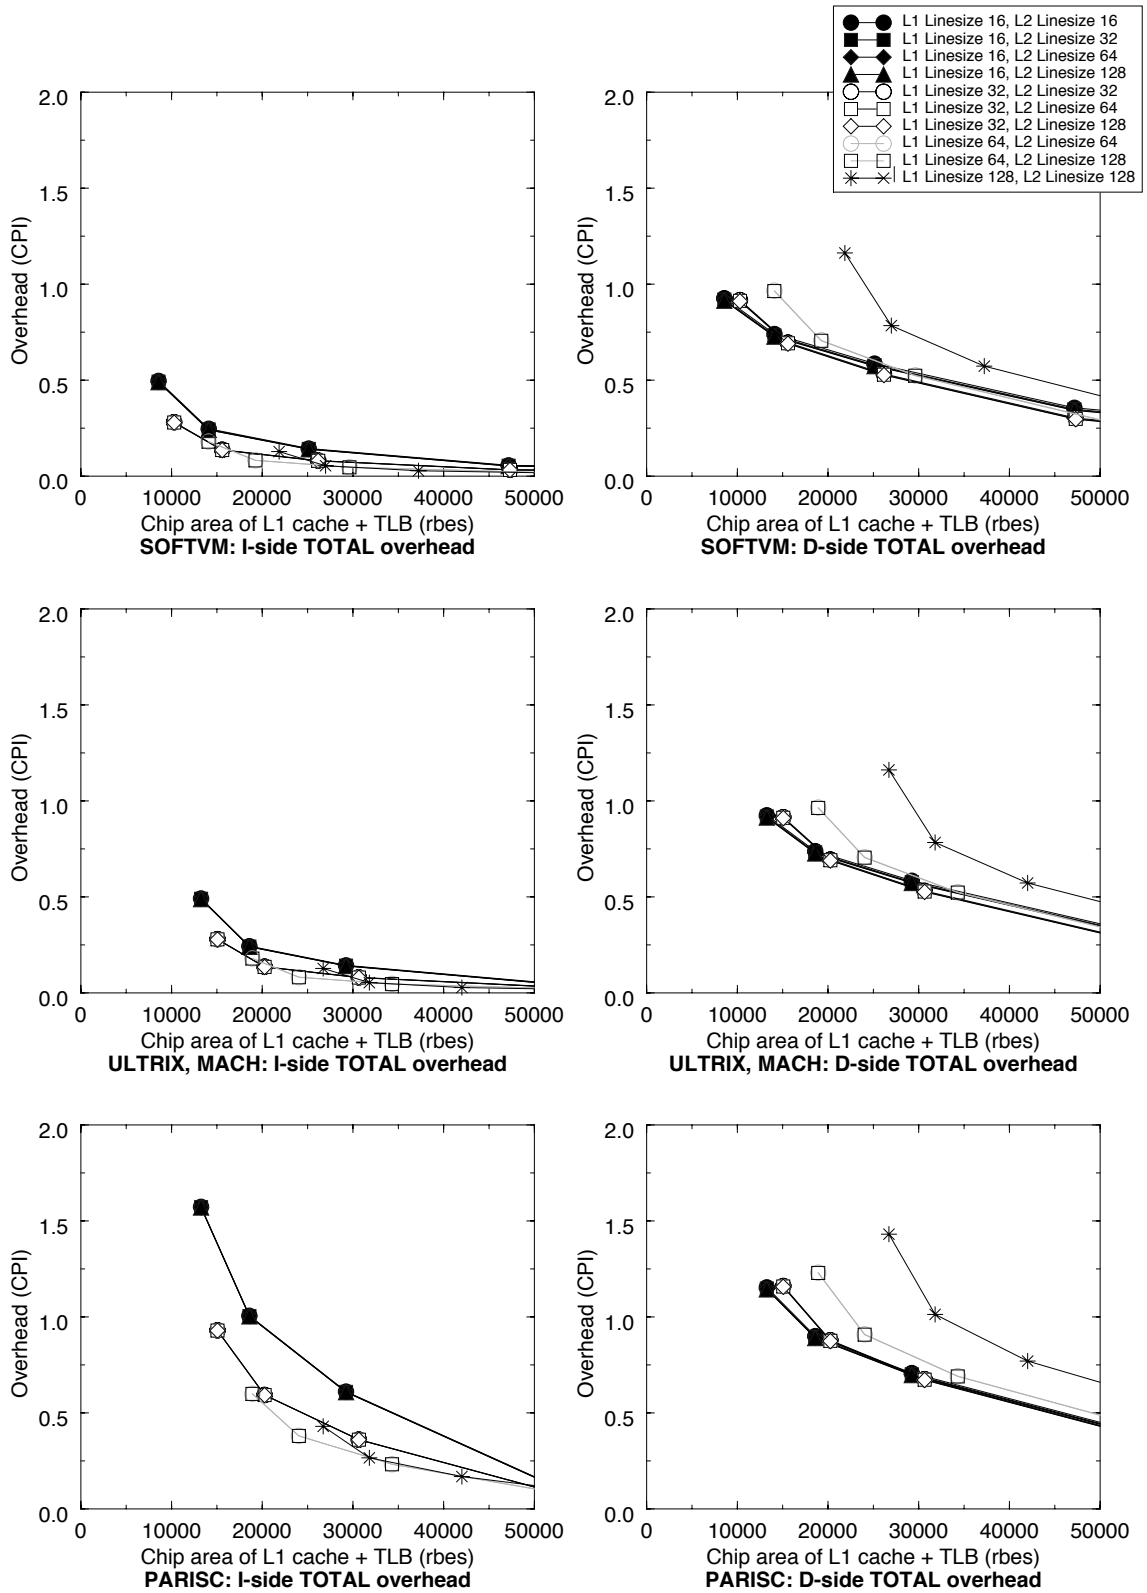 L1 Linesize 16, L2 Linesize 16
L1 Linesize 16, L2 Linesize 32
L1 Linesize 16, L2 Linesize 64
L1 Linesize 16, L2 Linesize 128
L1 Linesize 32, L2 Linesize 32
L1 Linesize 32, L2 Linesize 64
L1 Linesize 32, L2 Linesize 128
L1 Linesize 64, L2 Linesize 64
L1 Linesize 64, L2 Linesize 128
L1 Linesize 128, L2 Linesize 128
Overhead (CPI)
2.0
1.5
1.0
0.5
0.0
0 10000 20000 30000 40000 50000
Chip area of L1 cache + TLB (rbes)
SOFTVM: I-side TOTAL overhead
Overhead (CPI)
2.0
1.5
1.0
0.5
0.0
0 10000 20000 30000 40000 50000
Chip area of L1 cache + TLB (rbes)
SOFTVM: D-side TOTAL overhead
Overhead (CPI)
2.0
1.5
1.0
0.5
0.0
0 10000 20000 30000 40000 50000
Chip area of L1 cache + TLB (rbes)
ULTRIX, MACH: I-side TOTAL overhead
Overhead (CPI)
2.0
1.5
1.0
0.5
0.0
0 10000 20000 30000 40000 50000
Chip area of L1 cache + TLB (rbes)
ULTRIX, MACH: D-side TOTAL overhead
Overhead (CPI)
2.0
1.5
1.0
0.5
0.0
0 10000 20000 30000 40000 50000
Chip area of L1 cache + TLB (rbes)
PARISC: I-side TOTAL overhead
Overhead (CPI)
2.0
1.5
1.0
0.5
0.0
0 10000 20000 30000 40000 50000
Chip area of L1 cache + TLB (rbes)
PARISC: D-side TOTAL overhead